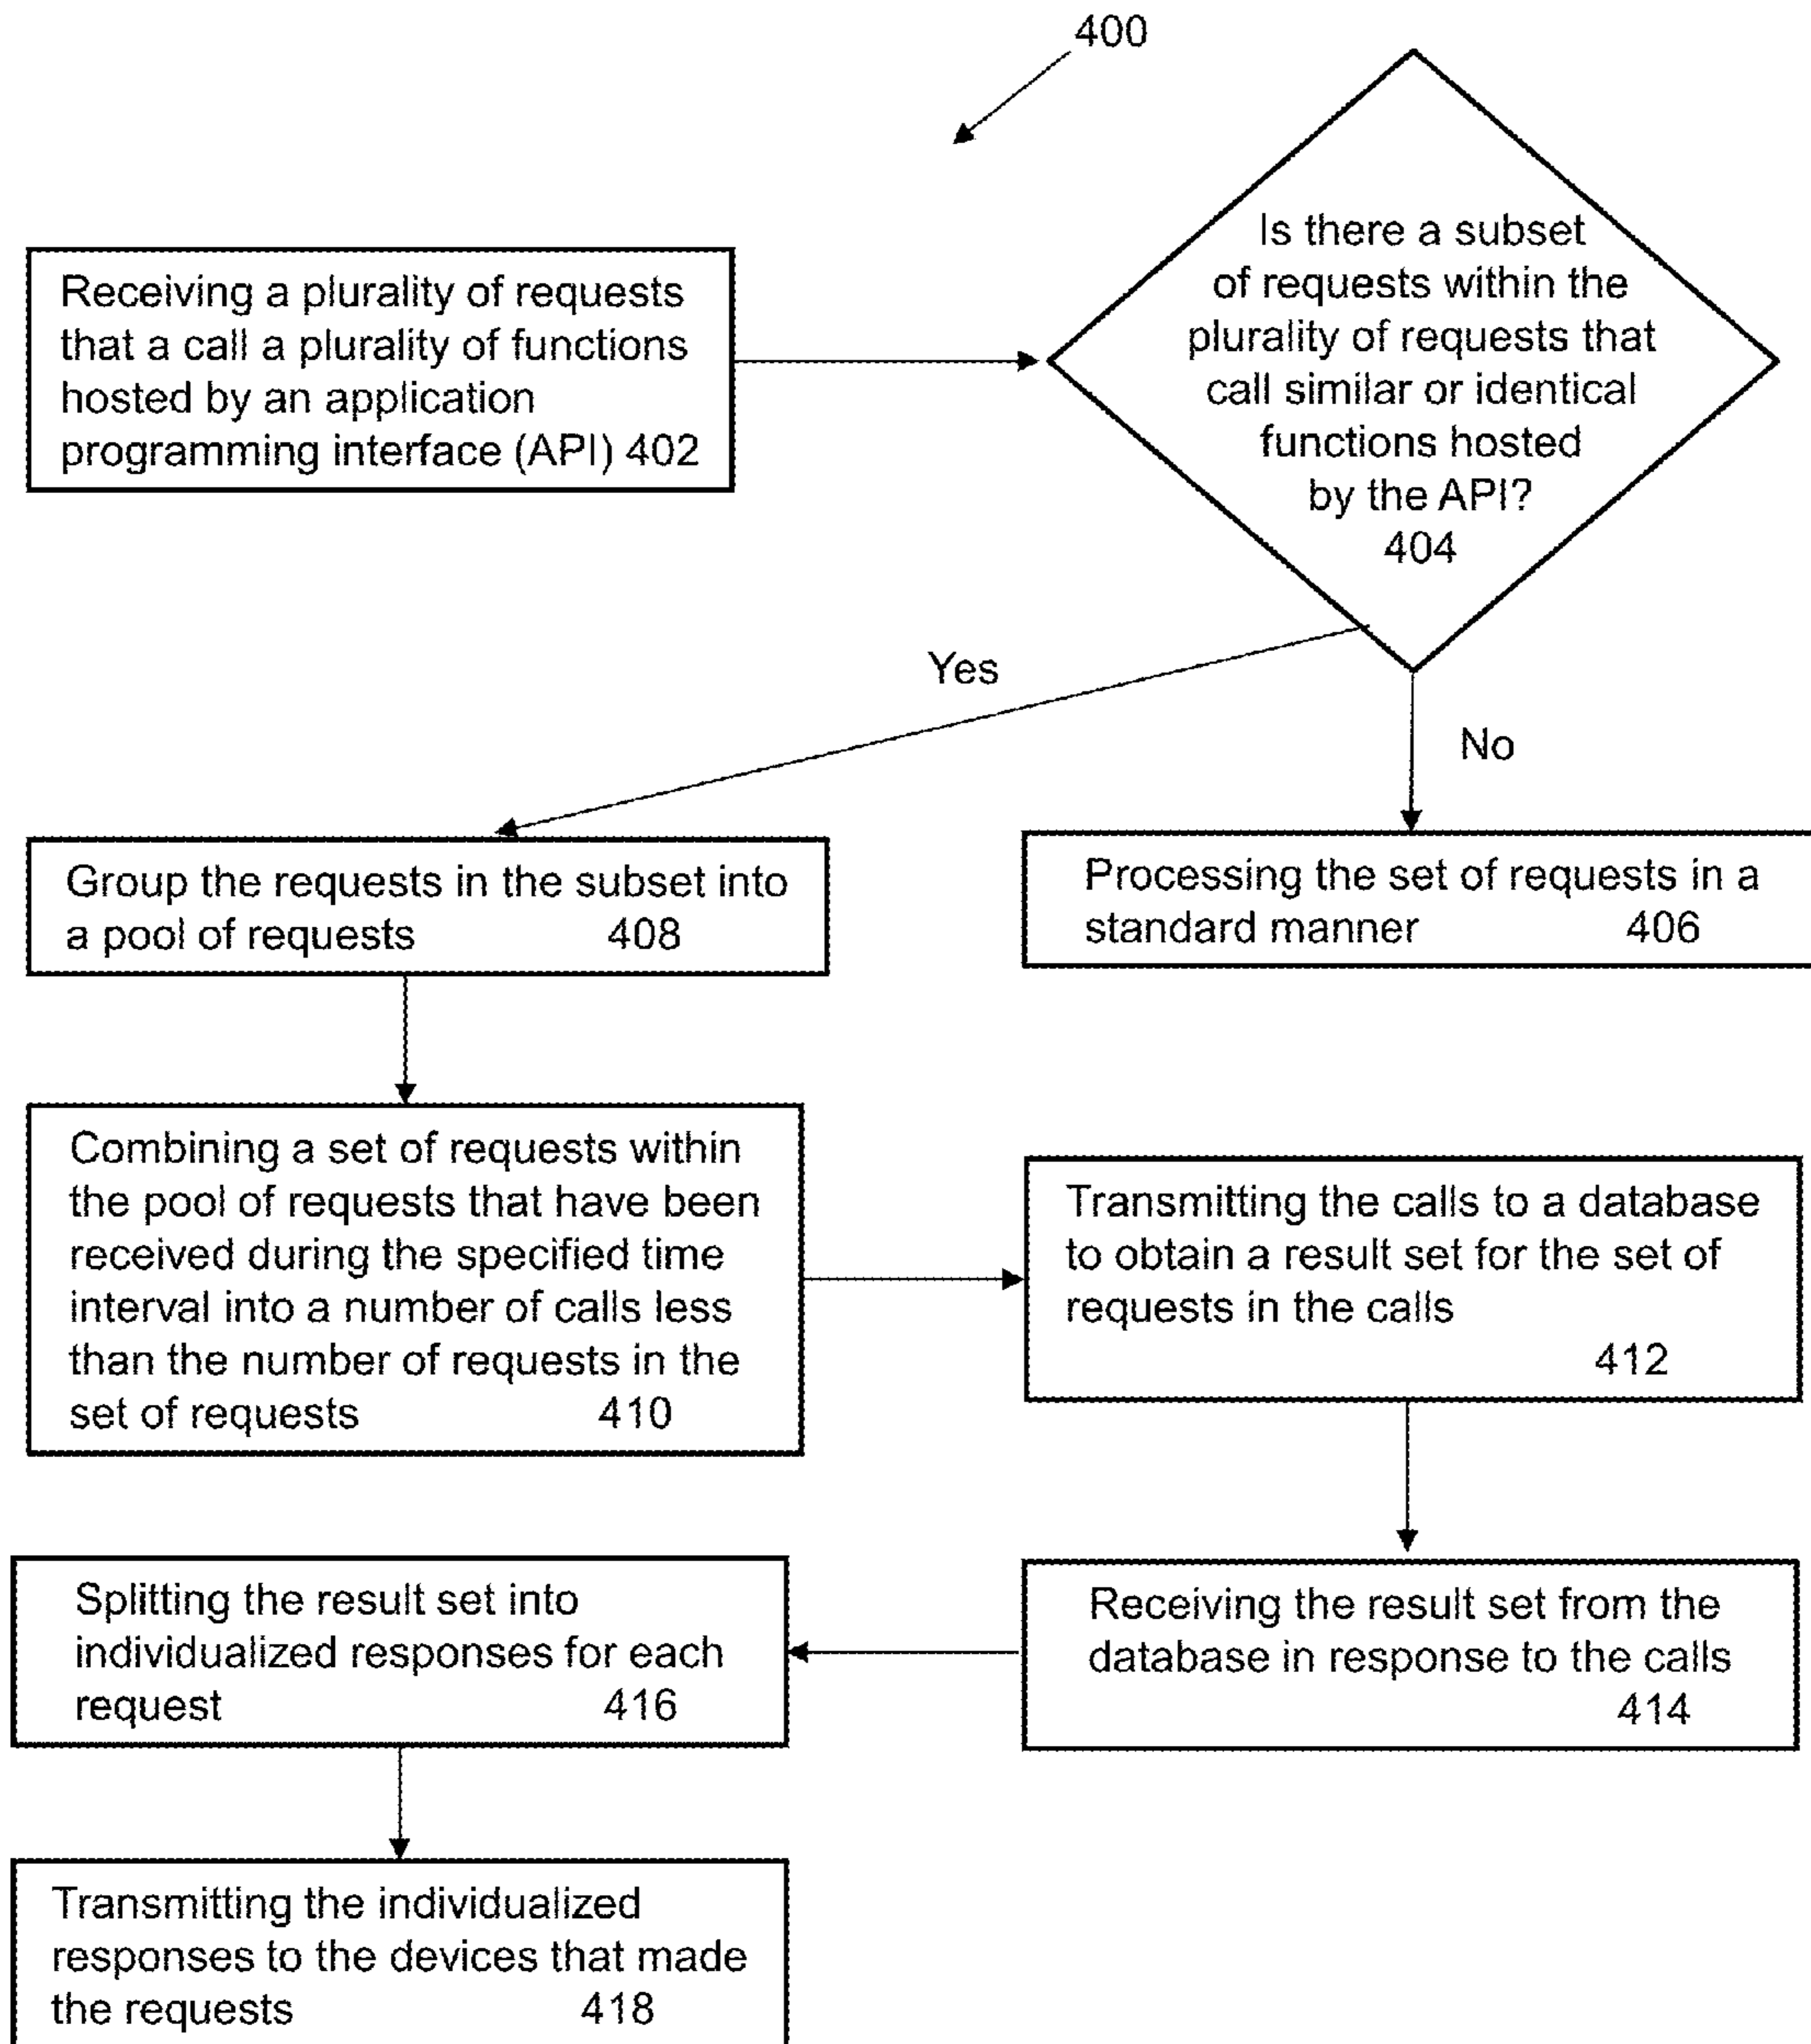 400
Receiving a plurality of requests
that a call a plurality of functions
hosted by an application
programming interface (API) 402
Is there a subset
of requests within the
plurality of requests that
call similar or identical
functions hosted
by the API?
404
Yes
No
Group the requests in the subset into
a pool of requests 408
Processing the set of requests in a
standard manner 406
Combining a set of requests within
the pool of requests that have been
received during the specified time
interval into a number of calls less
than the number of requests in the
set of requests 410
Transmitting the calls to a database
to obtain a result set for the set of
requests in the calls
412
Receiving the result set from the
database in response to the calls
414
Splitting the result set into
individualized responses for each
request 416
Transmitting the individualized
responses to the devices that made
the requests 418